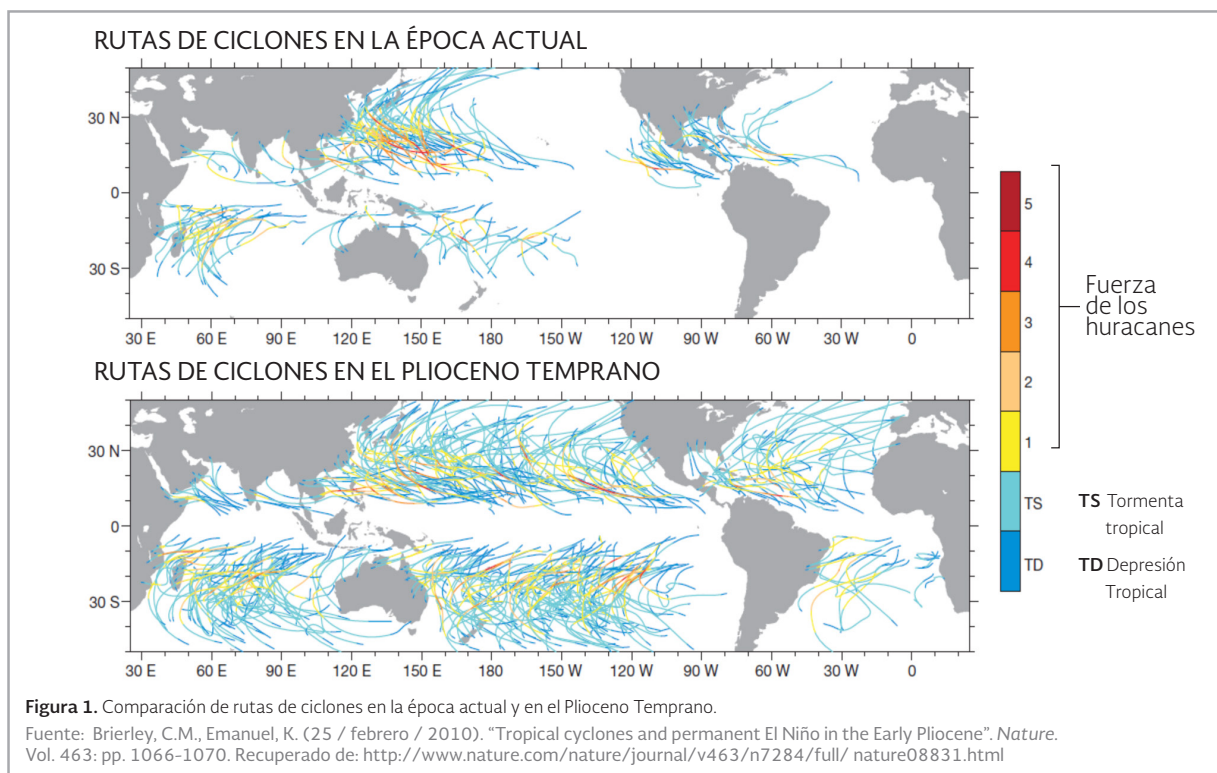 RUTAS DE CICLONES EN LA ÉPOCA ACTUAL
30 N
0
30 S
30 E 60 E 90 E 120 E 150 E 180 150 W 120 W 90 W 60 W 30 W 0
RUTAS DE CICLONES EN EL PLIOCENO TEMPRANO
30 N
0
30 S
30 E 60 E 90 E 120 E 150 E 180 150 W 120 W 90 W 60 W 30 W 0
5
4
3
2
1
TS
TD
Fuerza
de los
huracanes
TS Tormenta
tropical
TD Depresión
Tropical
Figura 1. Comparación de rutas de ciclones en la época actual y en el Plioceno Temprano.
Fuente: Brierley, C.M., Emanuel, K. (25 / febrero / 2010). “Tropical cyclones and permanent El Niño in the Early Pliocene”. Nature.
Vol. 463: pp. 1066-1070. Recuperado de: http://www.nature.com/nature/journal/v463/n7284/full/ nature08831.html